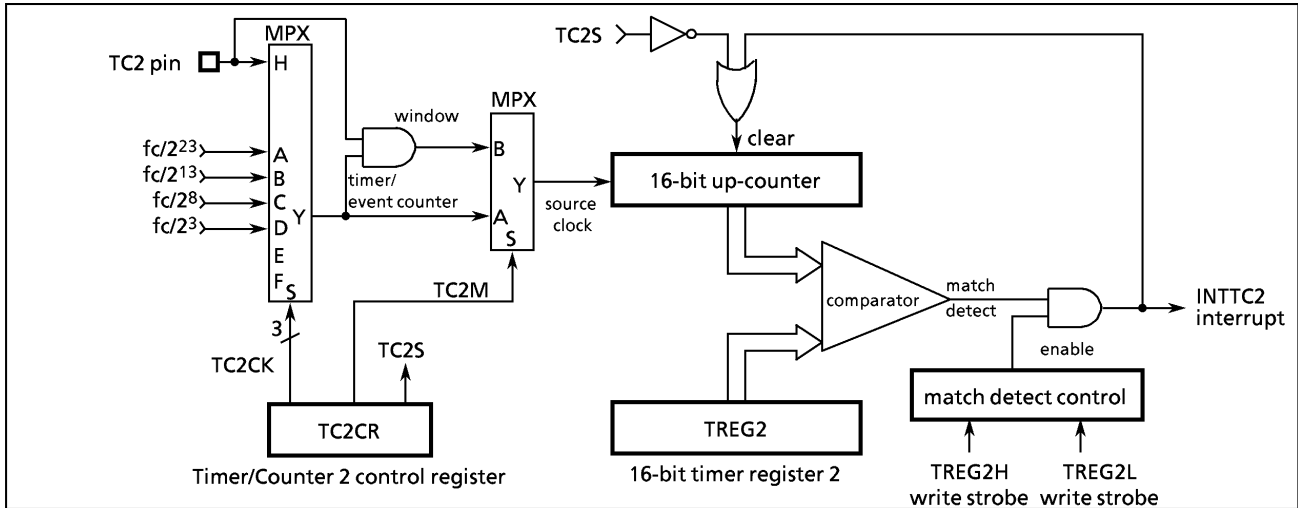 MPX
TC2 pin
H
fc/2²³
fc/2¹³
fc/2⁸
fc/2³
A
B
C
D
E
F
S
Y
window
timer/
event counter
MPX
B
Y
A
S
source
clock
TC2S
clear
16-bit up-counter
comparator
match
detect
enable
INTTC2
interrupt
TC2M
3
TC2CK
TC2S
TC2CR
Timer/Counter 2 control register
TREG2
16-bit timer register 2
match detect control
TREG2H
write strobe
TREG2L
write strobe